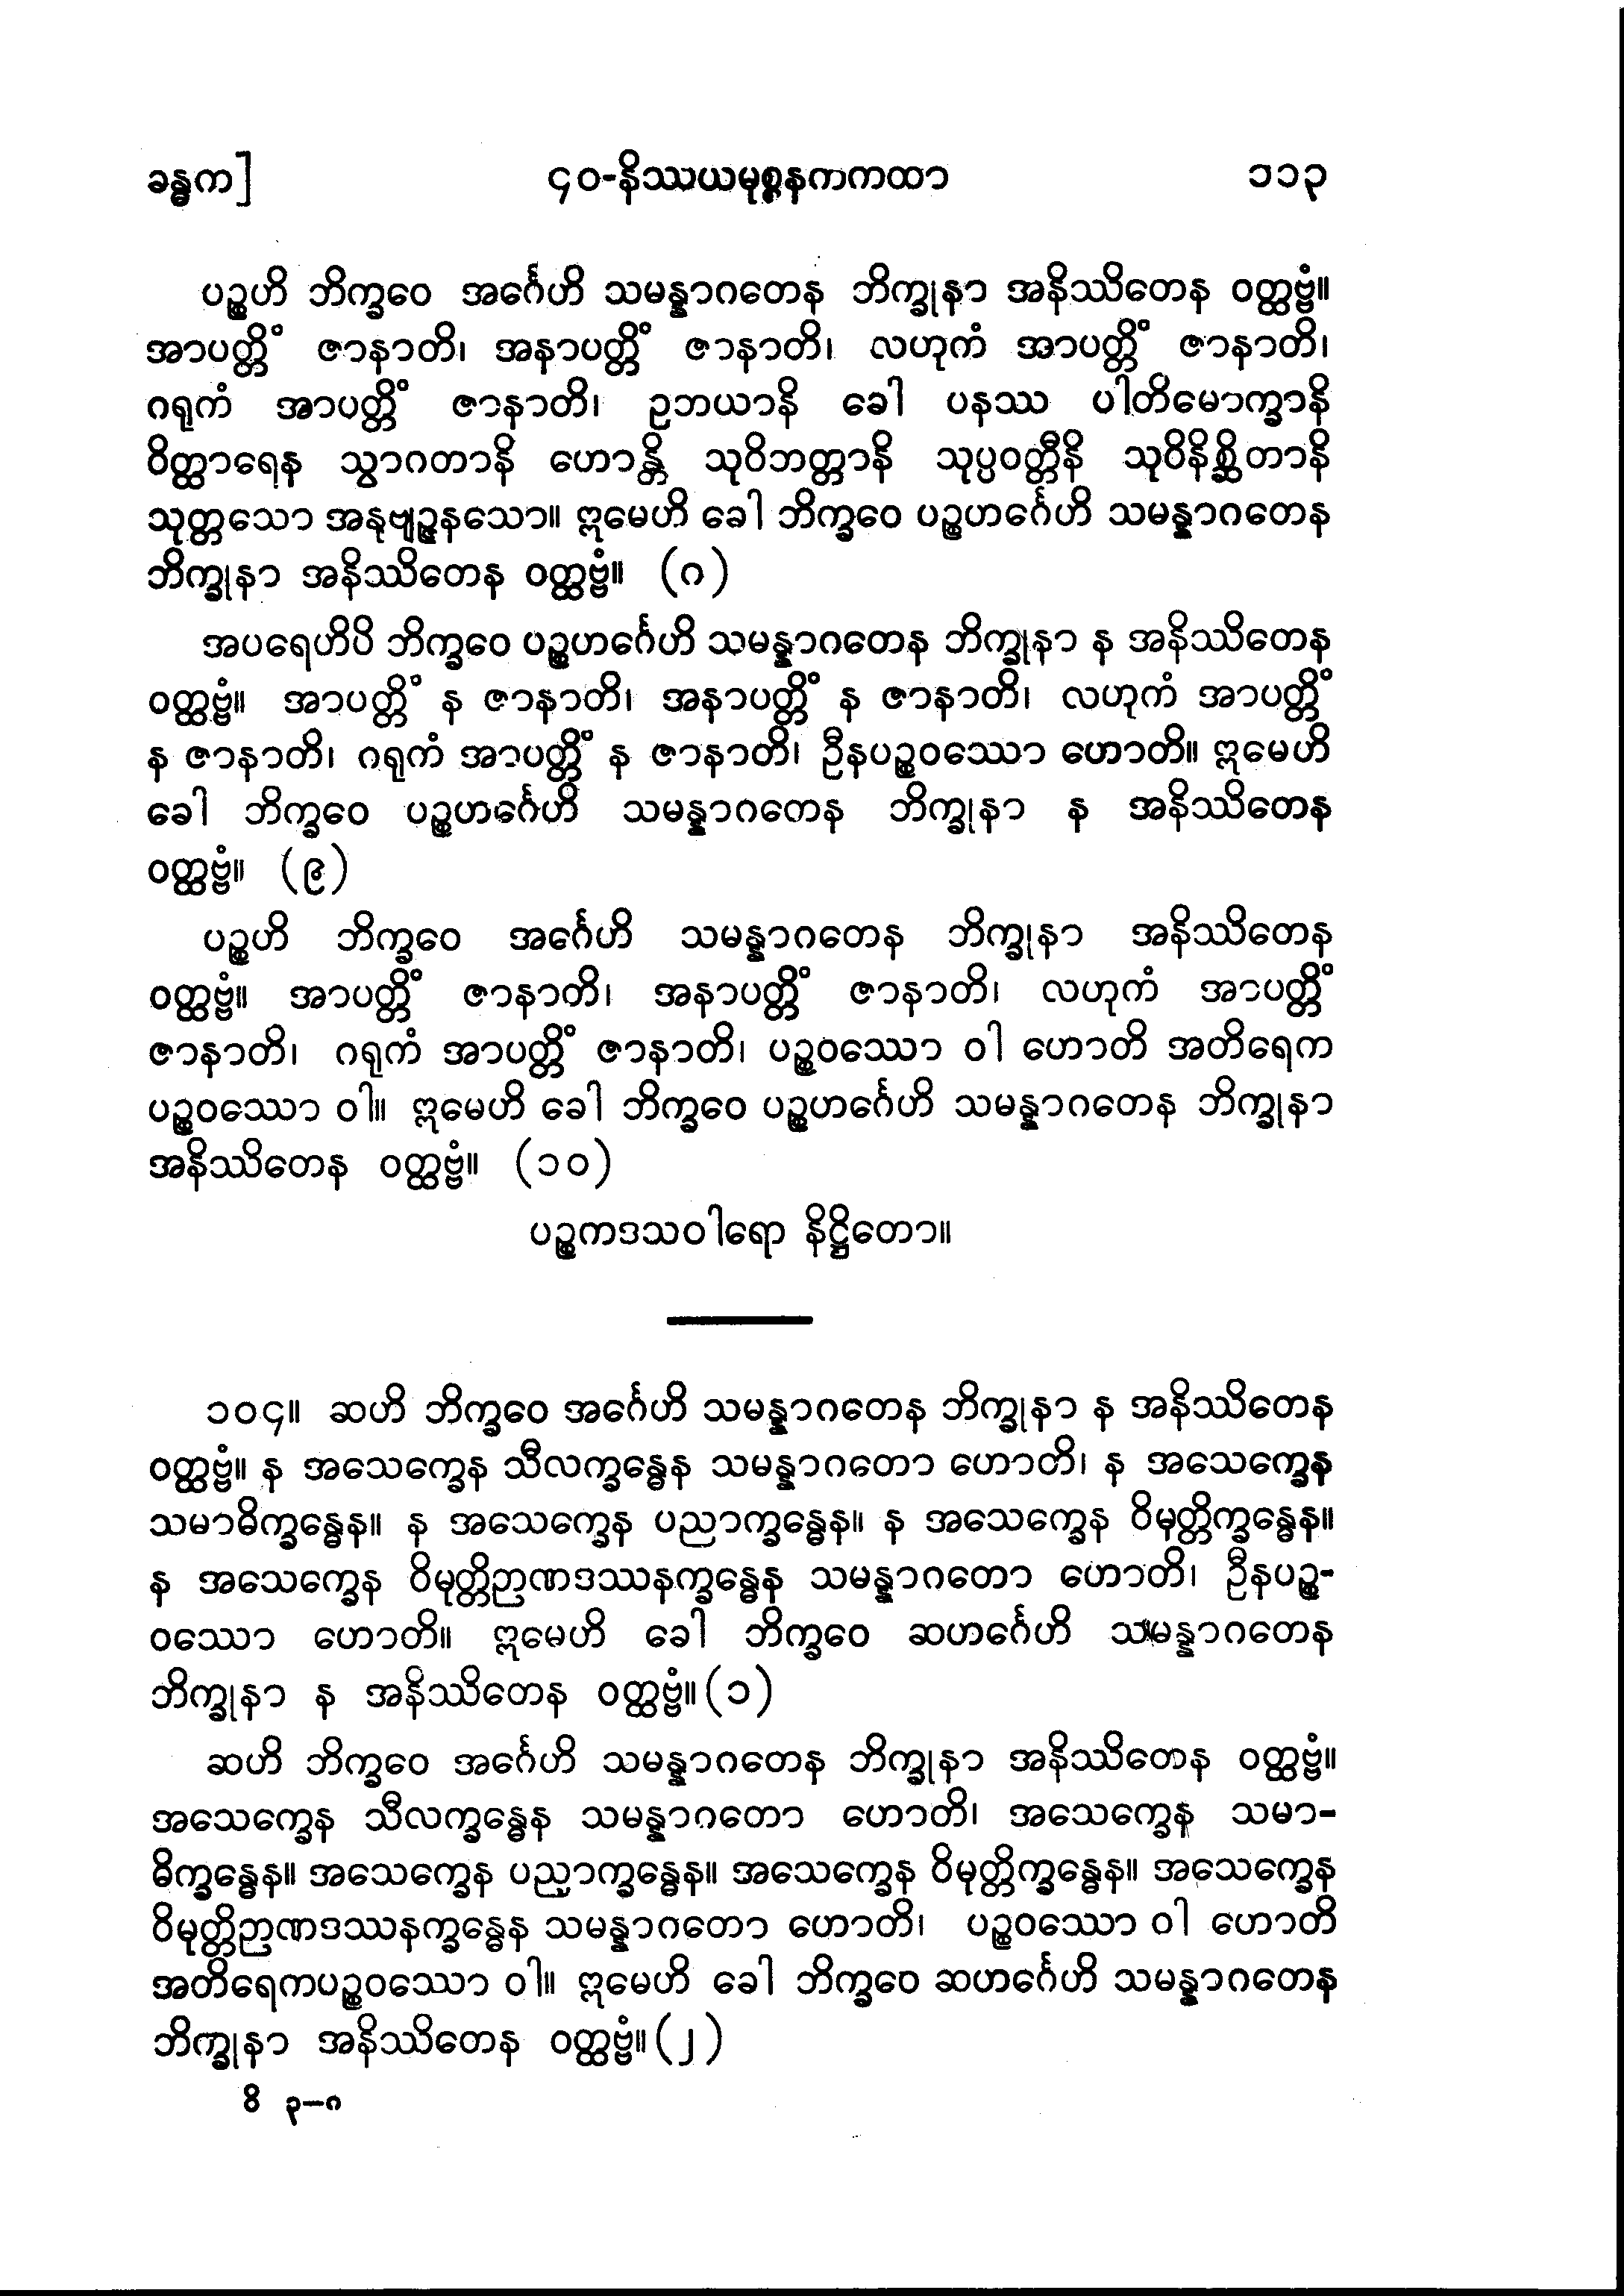 ခန္ဓက]	၄၀-နိဿယမုစ္စနကကထာ	၁၁၃
ပဉ္စဟိ ဘိက္ခဝေ အင်္ဂေဟိ သမန္နာဂတေန ဘိက္ခုနာ အနိဿိတေန ဝတ္ထဗ္ဗံ။
အာပတ္တိံ ဇာနာတိ၊ အနာပတ္တိံ ဇာနာတိ၊ လဟုကံ အာပတ္တိံ ဇာနာတိ၊
ဂရုကံ အာပတ္တိံ ဇာနာတိ၊ ဥဘယာနိ ခေါ ပနဿ ပါတိမောက္ခာနိ
ဝိတ္ထာရေန သွာဂတာနိ ဟောန္တိ သုဝိဘတ္တာနိ သုပ္ပဝတ္တီနိ သုဝိနိစ္ဆိတာနိ
သုတ္တသော အနုဗျဉ္ဇနသော။ ဣမေဟိ ခေါ ဘိက္ခဝေ ပဉ္စဟင်္ဂေဟိ သမန္နာဂတေန
ဘိက္ခုနာ အနိဿိတေန ဝတ္ထဗ္ဗံ။ (၈)
အပရေဟိပိ ဘိက္ခဝေ ပဉ္စဟင်္ဂေဟိ သမန္နာဂတေန ဘိက္ခုနာ န အနိဿိတေန
ဝတ္ထဗ္ဗံ။ အာပတ္တိံ န ဇာနာတိ၊ အနာပတ္တိံ န ဇာနာတိ၊ လဟုကံ အာပတ္တိံ
န ဇာနာတိ၊ ဂရုကံ အာပတ္တိံ န ဇာနာတိ၊ ဦနပဉ္စဝဿော ဟောတိ။ ဣမေဟိ
ခေါ ဘိက္ခဝေ ပဉ္စဟင်္ဂေဟိ သမန္နာဂတေန ဘိက္ခုနာ န အနိဿိတေန
ဝတ္ထဗ္ဗံ။ (၉)
ပဉ္စဟိ ဘိက္ခဝေ အင်္ဂေဟိ သမန္နာဂတေန ဘိက္ခုနာ အနိဿိတေန
ဝတ္ထဗ္ဗံ။ အာပတ္တိံ ဇာနာတိ၊ အနာပတ္တိံ ဇာနာတိ၊ လဟုကံ အာပတ္တိံ
ဇာနာတိ၊ ဂရုကံ အာပတ္တိံ ဇာနာတိ၊ ပဉ္စဝဿော ဝါ ဟောတိ အတိရေက
ပဉ္စဝဿော ဝါ။ ဣမေဟိ ခေါ ဘိက္ခဝေ ပဉ္စဟင်္ဂေဟိ သမန္နာဂတေန ဘိက္ခုနာ
အနိဿိတေန ဝတ္ထဗ္ဗံ။ (၁၀)
ပဉ္စကဒသဝါရော နိဋ္ဌိတော။
၁၀၄။ ဆဟိ ဘိက္ခဝေ အင်္ဂေဟိ သမန္နာဂတေန ဘိက္ခုနာ န အနိဿိတေန
ဝတ္ထဗ္ဗံ။ န အသေက္ခေန သီလက္ခန္ဓေန သမန္နာဂတော ဟောတိ၊ န အသေက္ခေန
သမာဓိက္ခန္ဓေန။ န အသေက္ခေန ပညာက္ခန္ဓေန။ န အသေက္ခေန ဝိမုတ္တိက္ခန္ဓေန။
န အသေက္ခေန ဝိမုတ္တိဉာဏဒဿနက္ခန္ဓေန သမန္နာဂတော ဟောတိ၊ ဦနပဉ္စ-
ဝဿော ဟောတိ။ ဣမေဟိ ခေါ ဘိက္ခဝေ ဆဟင်္ဂေဟိ သမန္နာဂတေန
ဘိက္ခုနာ န အနိဿိတေန ဝတ္ထဗ္ဗံ။(၁)
ဆဟိ ဘိက္ခဝေ အင်္ဂေဟိ သမန္နာဂတေန ဘိက္ခုနာ အနိဿိတေန ဝတ္ထဗ္ဗံ။
အသေက္ခေန သီလက္ခန္ဓေန သမန္နာဂတော ဟောတိ၊ အသေက္ခေန သမာ-
ဓိက္ခန္ဓေန။ အသေက္ခေန ပညာက္ခန္ဓေန။ အသေက္ခေန ဝိမုတ္တိက္ခန္ဓေန။ အသေက္ခေန
ဝိမုတ္တိဉာဏဒဿနက္ခန္ဓေန သမန္နာဂတော ဟောတိ၊ ပဉ္စဝဿော ဝါ ဟောတိ
အတိရေကပဉ္စဝဿော ဝါ။ ဣမေဟိ ခေါ ဘိက္ခဝေ ဆဟင်္ဂေဟိ သမန္နာဂတေန
ဘိက္ခုနာ အနိဿိတေန ဝတ္ထဗ္ဗံ။(၂)
ဝိ ၃—၈